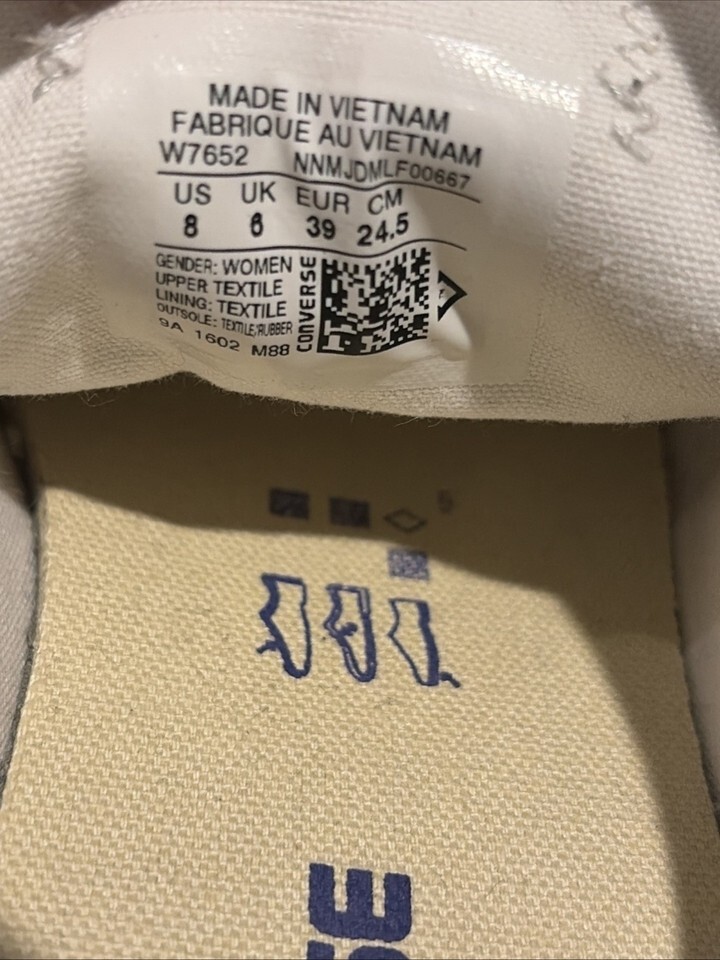 MADE IN VIETNAM
FABRIQUE AU VIETNAM
W7652 NNMJDMLF00667
US UK EUR CM
8 6 39 24.5
GENDER: WOMEN
UPPER TEXTILE
LINING: TEXTILE
OUTSOLE: TEXTILE/RUBBER
9A 1602 M88
CONVERSE
SE